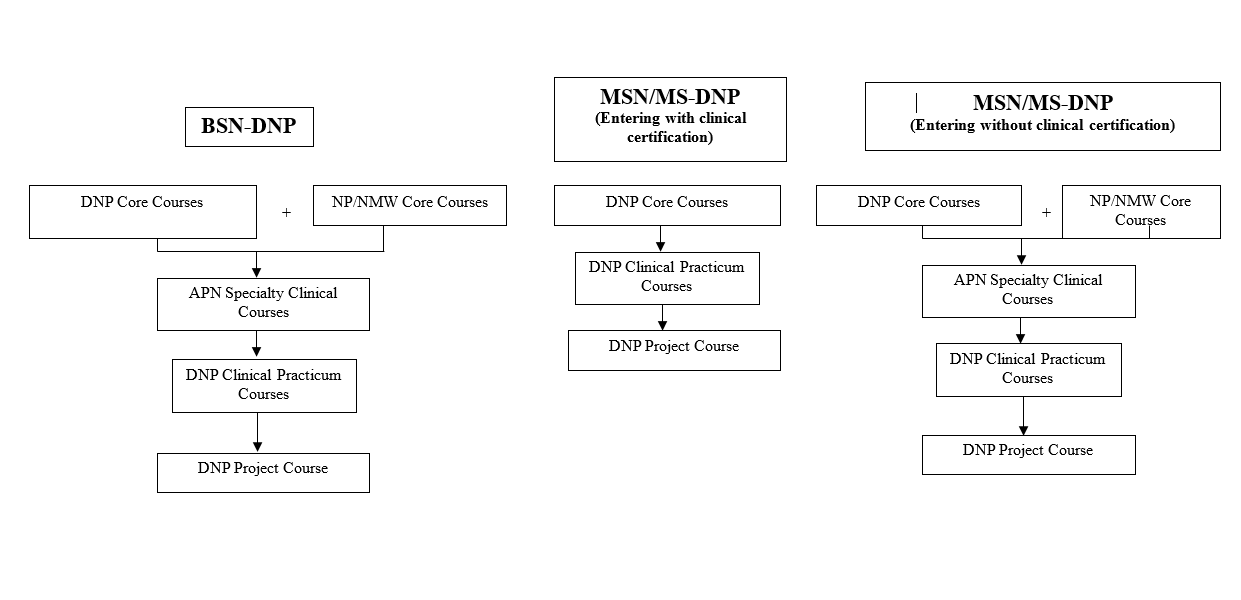 BSN-DNP
DNP Core Courses
+
NP/NMW Core Courses
APN Specialty Clinical
Courses
DNP Clinical Practicum
Courses
DNP Project Course
MSN/MS-DNP
(Entering with clinical
certification)
DNP Core Courses
DNP Clinical Practicum
Courses
DNP Project Course
MSN/MS-DNP
(Entering without clinical certification)
DNP Core Courses
+
NP/NMW Core
Courses
APN Specialty Clinical
Courses
DNP Clinical Practicum
Courses
DNP Project Course